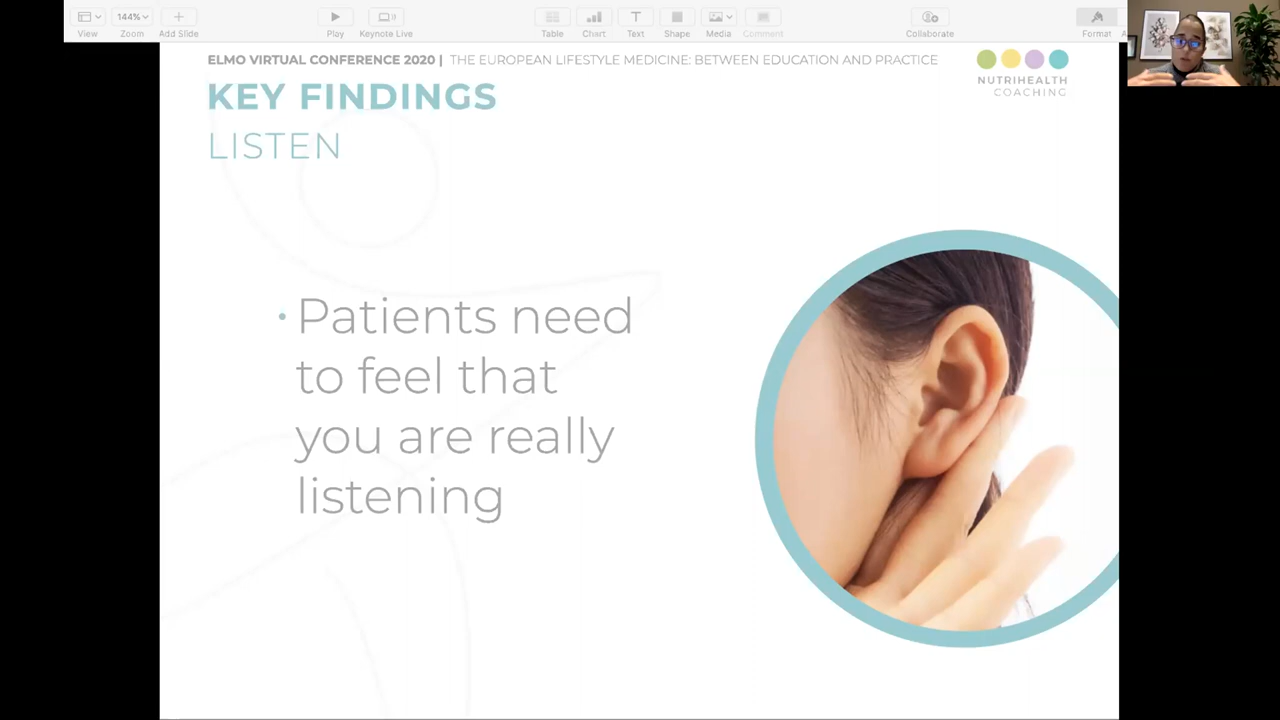 144%
View
Zoom
Add Slide
Play
Keynote Live
Table
Chart
Text
Shape
Media
Comment
Collaborate
Format
ELMO VIRTUAL CONFERENCE 2020 | THE EUROPEAN LIFESTYLE MEDICINE: BETWEEN EDUCATION AND PRACTICE
NUTRIHEALTH
COACHING
KEY FINDINGS
LISTEN
• Patients need
to feel that
you are really
listening